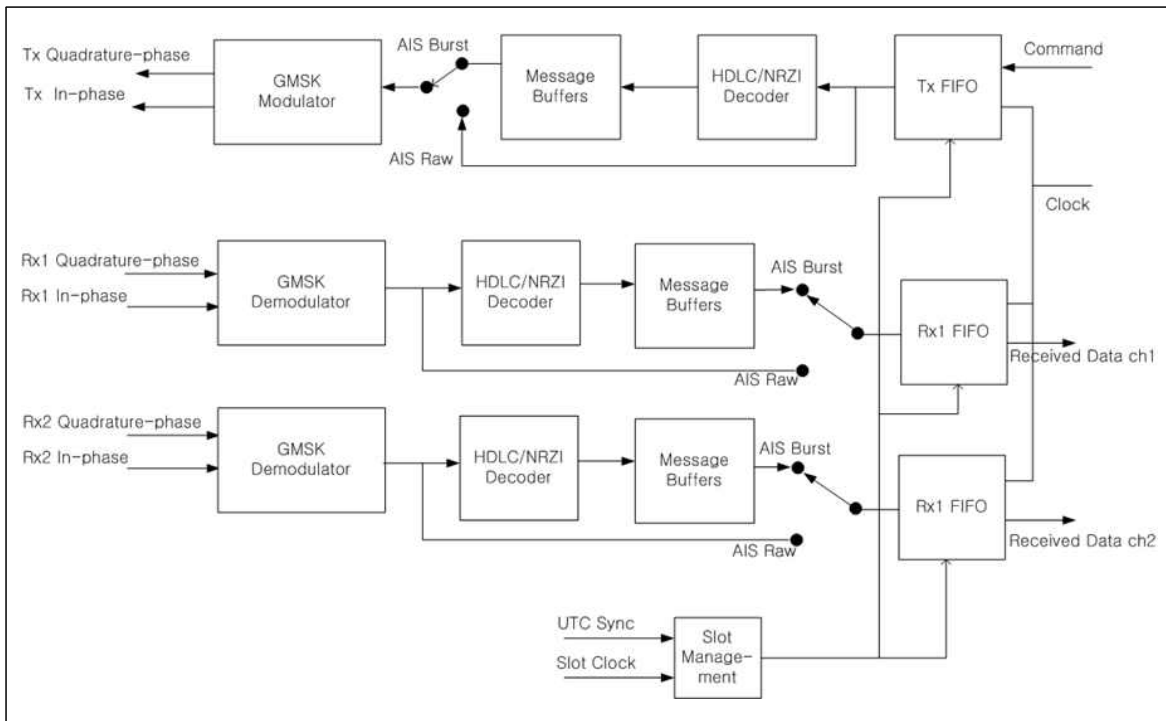 Tx Quadrature-phase
Tx In-phase
GMSK
Modulator
AIS Burst
AIS Raw
Message
Buffers
HDLC/NRZI
Decoder
Tx FIFO
Command
Clock
Rx1 Quadrature-phase
Rx1 In-phase
GMSK
Demodulator
HDLC/NRZI
Decoder
Message
Buffers
AIS Burst
AIS Raw
Rx1 FIFO
Received Data ch1
Rx2 Quadrature-phase
Rx2 In-phase
GMSK
Demodulator
HDLC/NRZI
Decoder
Message
Buffers
AIS Burst
AIS Raw
Rx1 FIFO
Received Data ch2
UTC Sync
Slot Clock
Slot
Manage-
ment